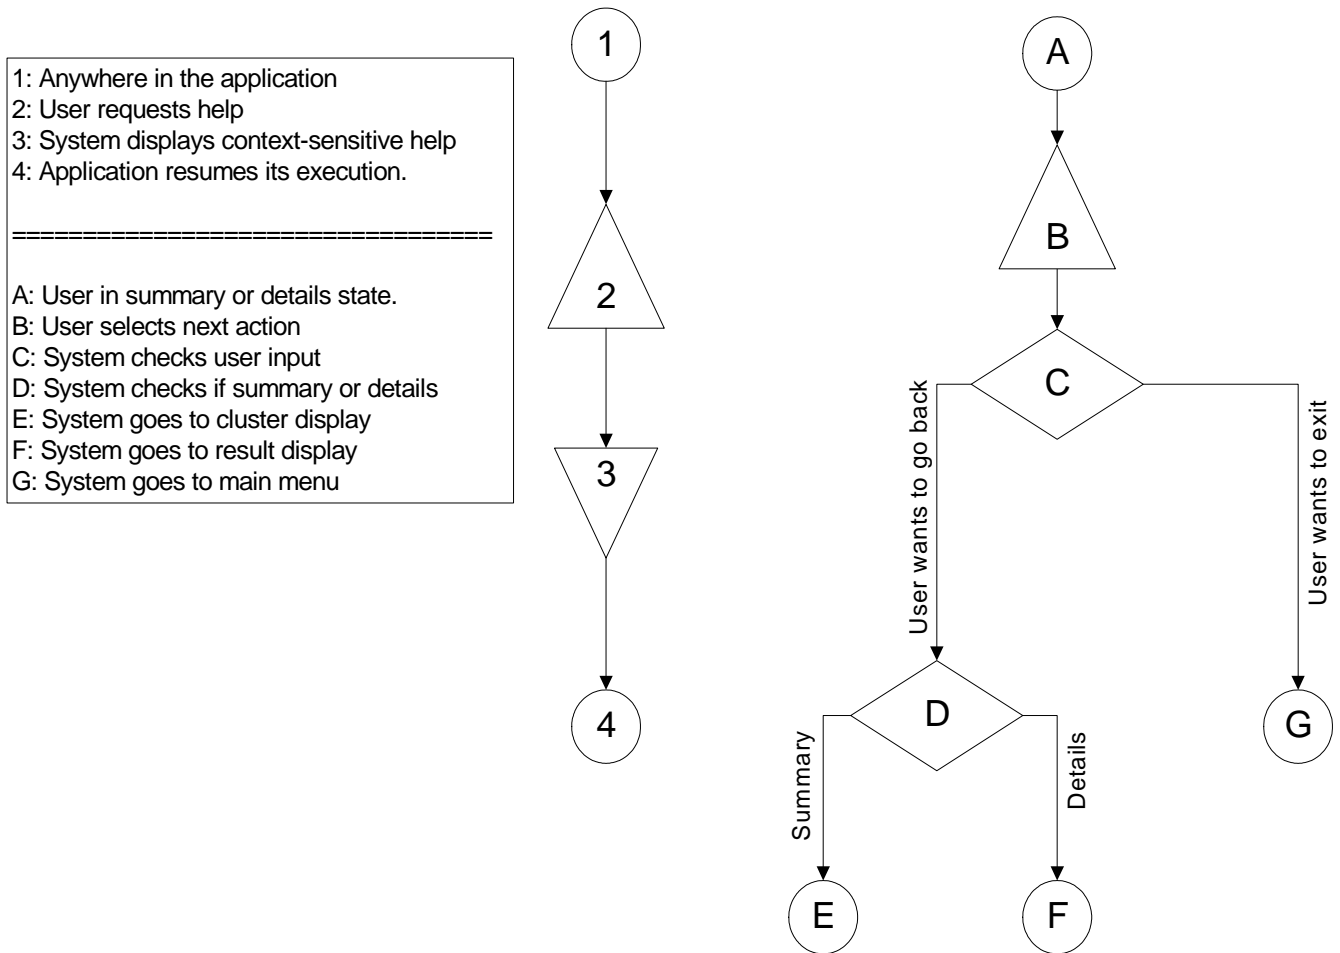 1: Anywhere in the application
2: User requests help
3: System displays context-sensitive help
4: Application resumes its execution.
==================================
A: User in summary or details state.
B: User selects next action
C: System checks user input
D: System checks if summary or details
E: System goes to cluster display
F: System goes to result display
G: System goes to main menu
1
2
3
4
A
B
C
User wants to go back
User wants to exit
D
G
Summary
Details
E
F